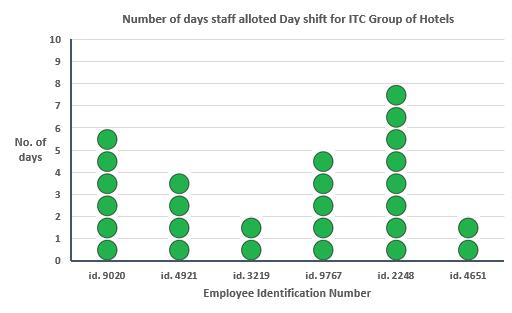 Number of days staff alloted Day shift for ITC Group of Hotels
10
9
8
7
6
5
4
3
2
1
0
No. of
days
id. 9020 id. 4921 id. 3219 id. 9767 id. 2248 id. 4651
Employee Identification Number